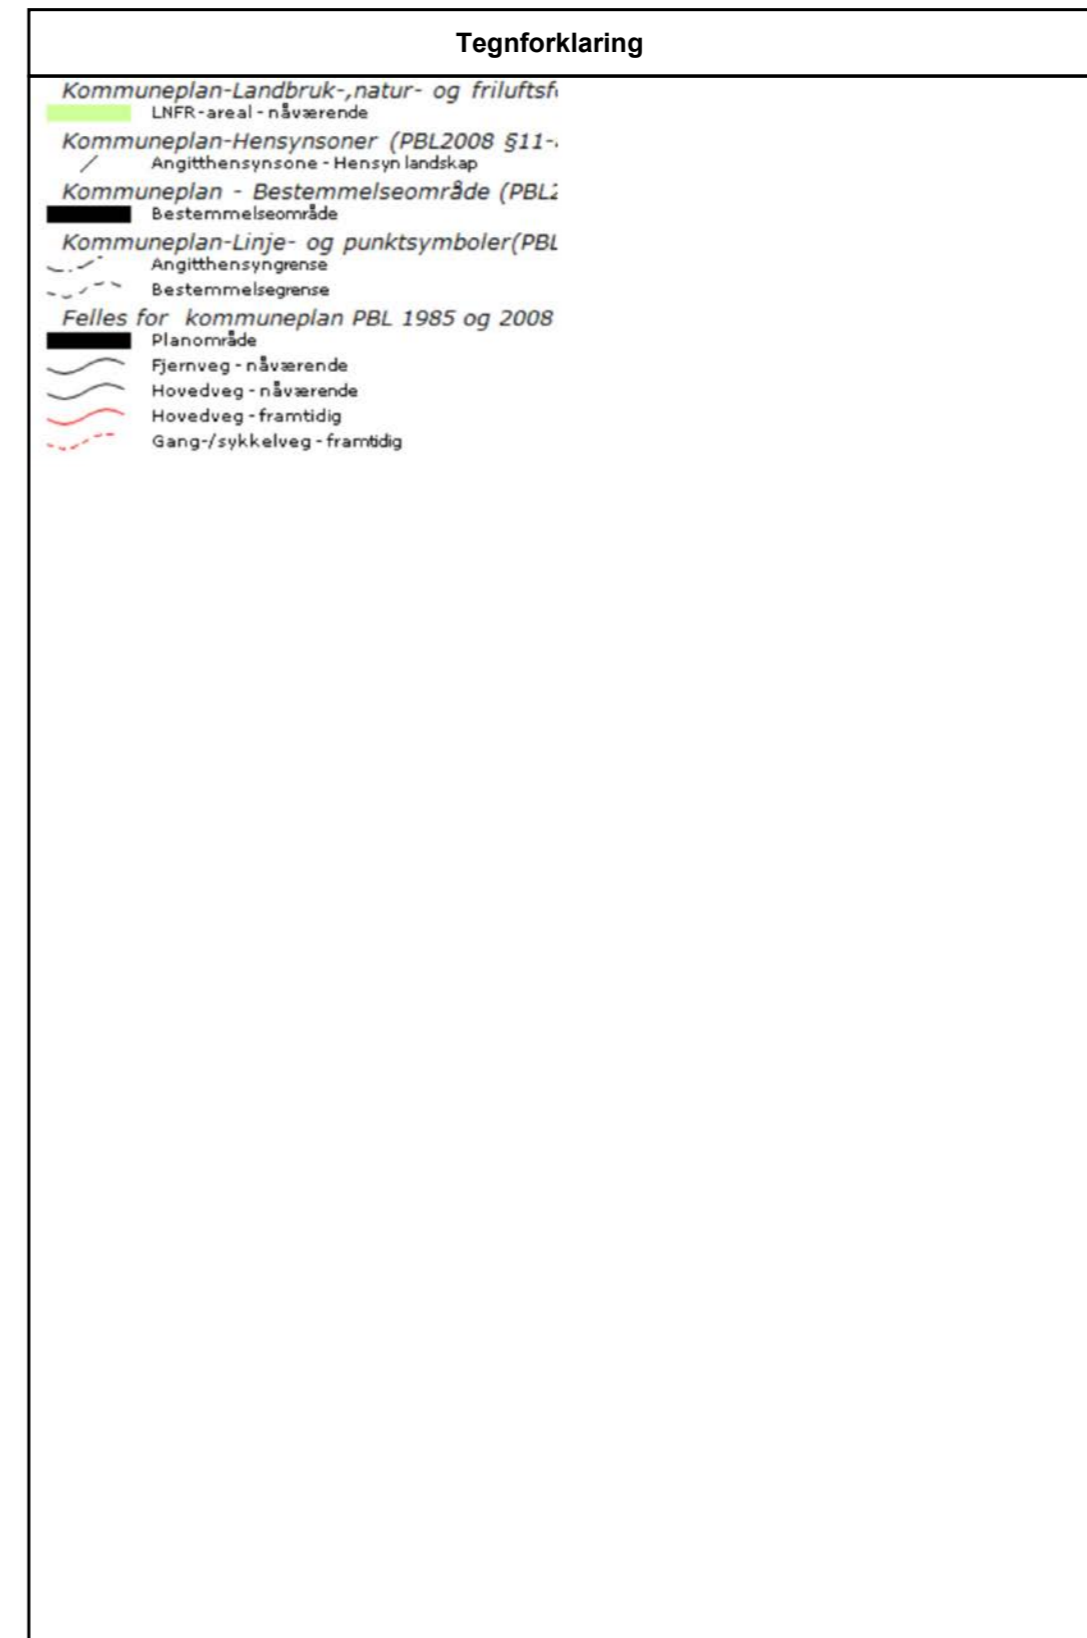 Tegnforklaring
Kommuneplan-Landbruk-,natur- og
LNFR-areal - nåværende
Kommuneplan-Hensynsoner (PBL2008 §11-
Angitthensynsone - Hensyn landskap
Kommuneplan - Bestemmelseområde (PBL2
Bestemmelseområde
Kommuneplan-Linje- og punktsymboler(PBL
Angitthensyngrense
Bestemmelsegrense
Felles for kommuneplan PBL 1985 og 2008
Planområde
Fjernveg - nåværende
Hovedveg - nåværende
Hovedveg - framtidig
Gang-/sykkelveg - framtidig